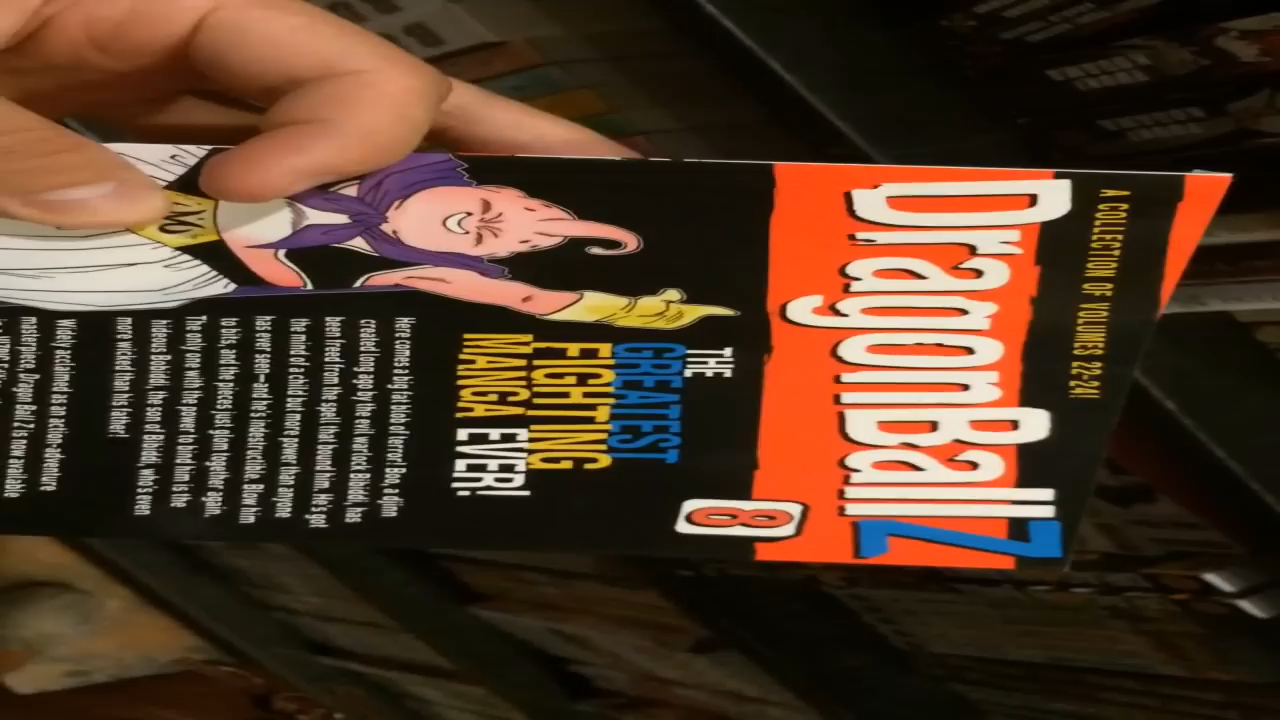 A COLLECTION OF VOLUMES 22-24!
DragonBall Z
8
THE
GREATEST
FIGHTING
MANGA EVER!
Here comes a big fat blob of terror! Boo, a djinn
created long ago by the evil warlock Bibidi, has
been freed from the spell that bound him. He's got
the mind of a child but more power than anyone
has ever seen—and he's indestructible. Blow him
to bits, and the pieces just join together again.
The only one with the power to bind him is the
hideous Bobbidi, the son of Bibidi, who's even
more wicked than his father!
Widely acclaimed as an action-adventure
masterpiece, Dragon Ball Z is now available